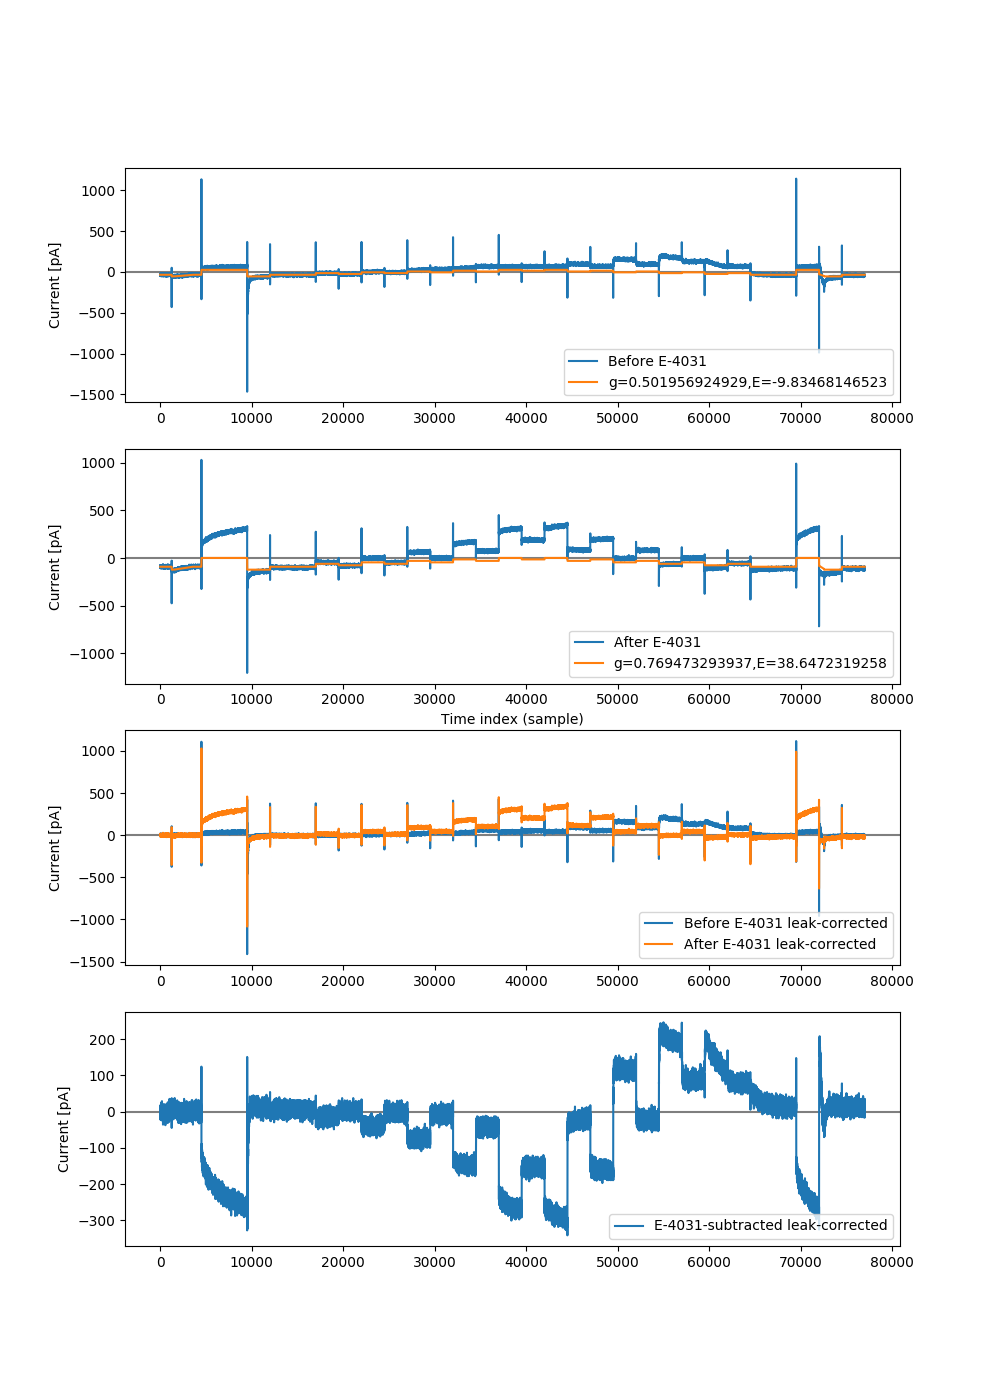 1000
500
0
−500
−1000
−1500
Current [pA]
Before E-4031
g=0.501956924929,E=-9.83468146523
0 10000 20000 30000 40000 50000 60000 70000 80000
1000
500
0
−500
−1000
Current [pA]
After E-4031
g=0.769473293937,E=38.6472319258
0 10000 20000 30000 40000 50000 60000 70000 80000
Time index (sample)
1000
500
0
−500
−1000
−1500
Current [pA]
Before E-4031 leak-corrected
After E-4031 leak-corrected
0 10000 20000 30000 40000 50000 60000 70000 80000
200
100
0
−100
−200
−300
Current [pA]
E-4031-subtracted leak-corrected
0 10000 20000 30000 40000 50000 60000 70000 80000